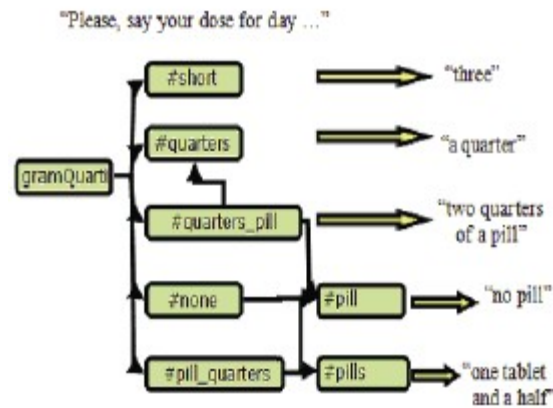 “Please, say your dose for day ...”
#short
“three”
#quarters
“a quarter”
gramQuarti
#quarters_pill
“two quarters
of a pill”
#none
#pill
“no pill”
#pill_quarters
#pills
“one tablet
and a half”